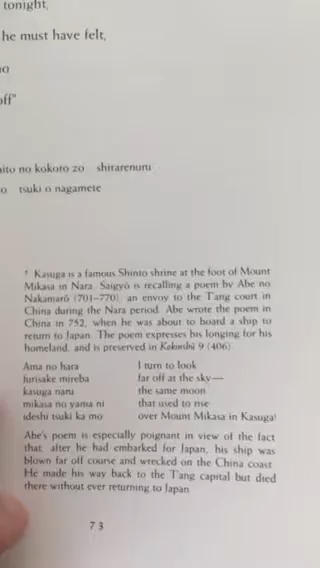 tonight,
he must have felt,
off"
hito no kokoro zo shirarenuru
tsuki o nagamete
* Kasuga is a famous Shinto shrine at the foot of Mount
Mikasa in Nara. Saigyō is recalling a poem by Abe no
Nakamaro (701–770), an envoy to the T'ang court in
China during the Nara period. Abe wrote the poem in
China in 752, when he was about to board a ship to
return to Japan. The poem expresses his longing for his
homeland, and is preserved in Kokinshū 9 (406).
Ama no hara I turn to look
furisake mireba far off at the sky—
kasuga naru the same moon
mikasa no yama ni that used to rise
ideshi tsuki ka mo over Mount Mikasa in Kasuga!
Abe's poem is especially poignant in view of the fact
that, after he had embarked for Japan, his ship was
blown far off course and wrecked on the China coast.
He made his way back to the T'ang capital but died
there without ever returning to Japan.
73